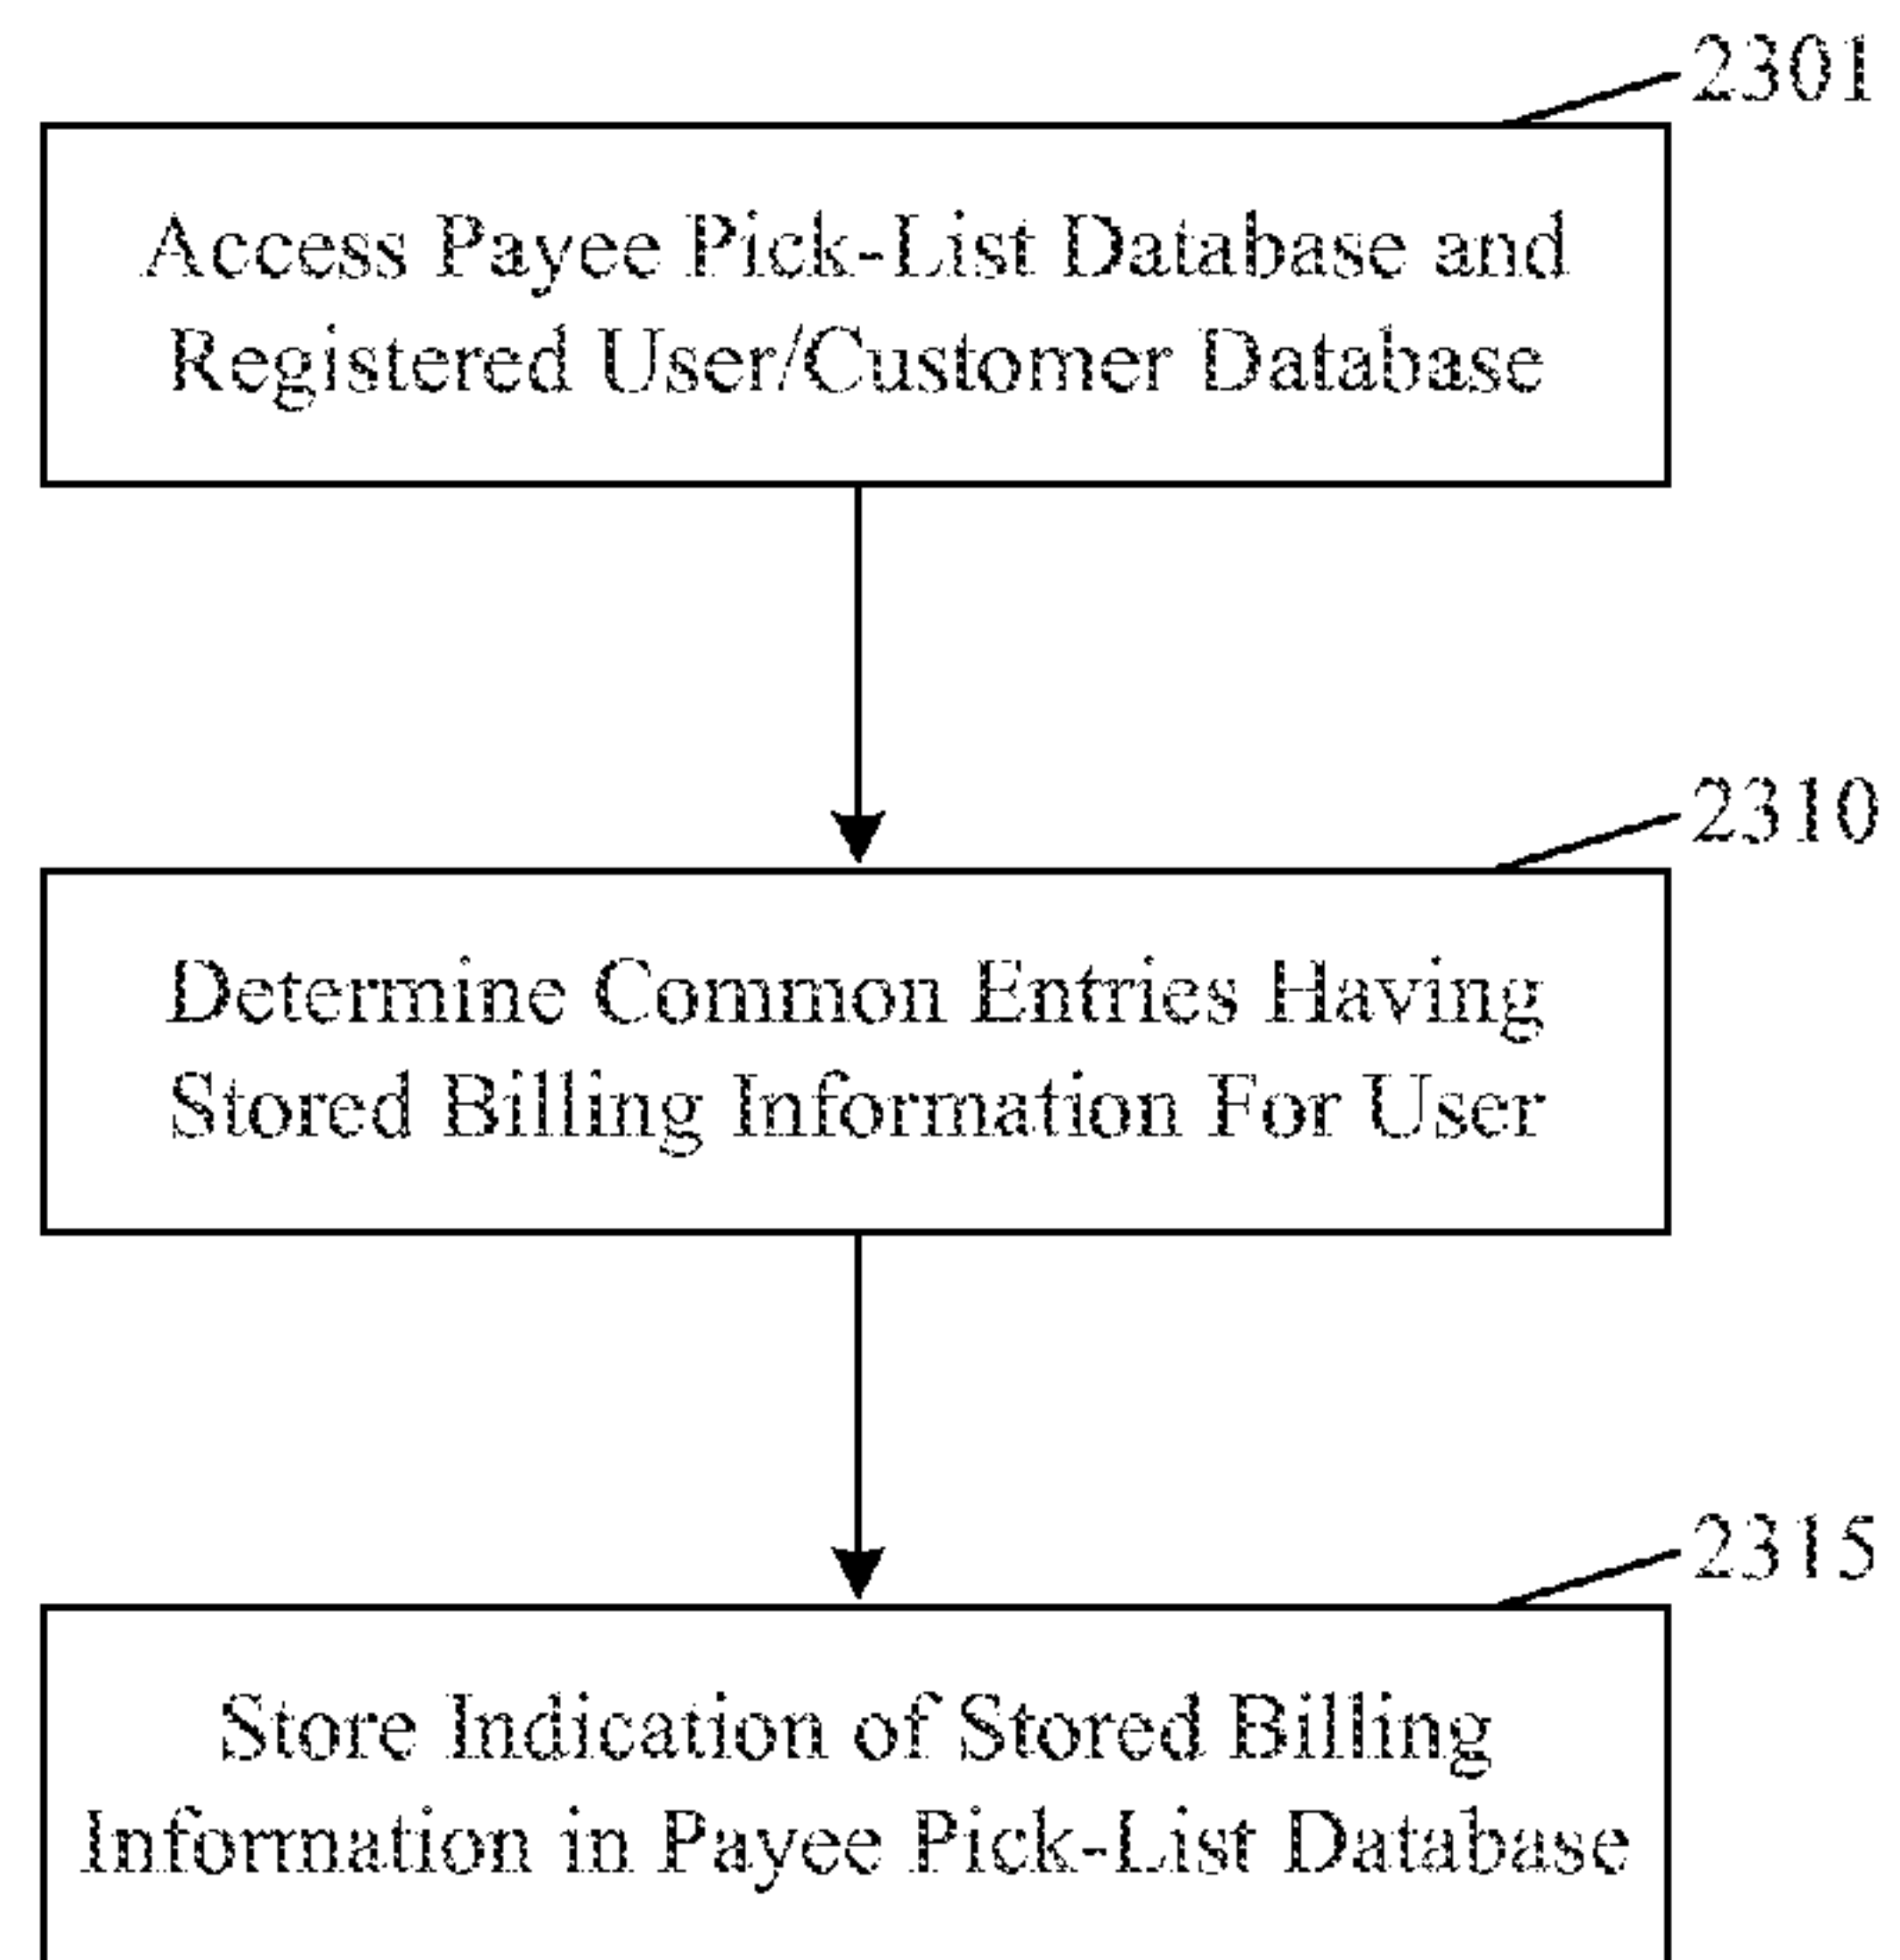 2301
Access Payee Pick-List Database and
Registered User/Customer Database
2310
Determine Common Entries Having
Stored Billing Information For User
2315
Store Indication of Stored Billing
Information in Payee Pick-List Database